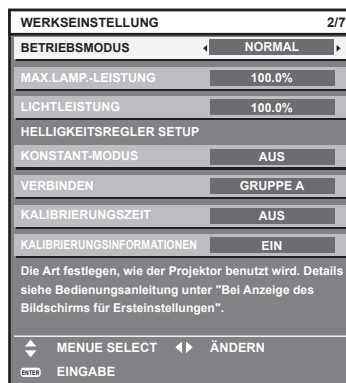 WERKSEINSTELLUNG 2/7
BETRIEBSMODUS NORMAL
MAX.LAMP.-LEISTUNG 100.0%
LICHTLEISTUNG 100.0%
HELLIGKEITSREGLER SETUP
KONSTANT-MODUS AUS
VERBINDEN GRUPPE A
KALIBRIERUNGSZEIT AUS
KALIBRIERUNGSINFORMATIONEN EIN
Die Art festlegen, wie der Projektor benutzt wird. Details
siehe Bedienungsanleitung unter "Bei Anzeige des
Bildschirms für Ersteinstellungen".
MENUE SELECT ÄNDERN
ENTER EINGABE